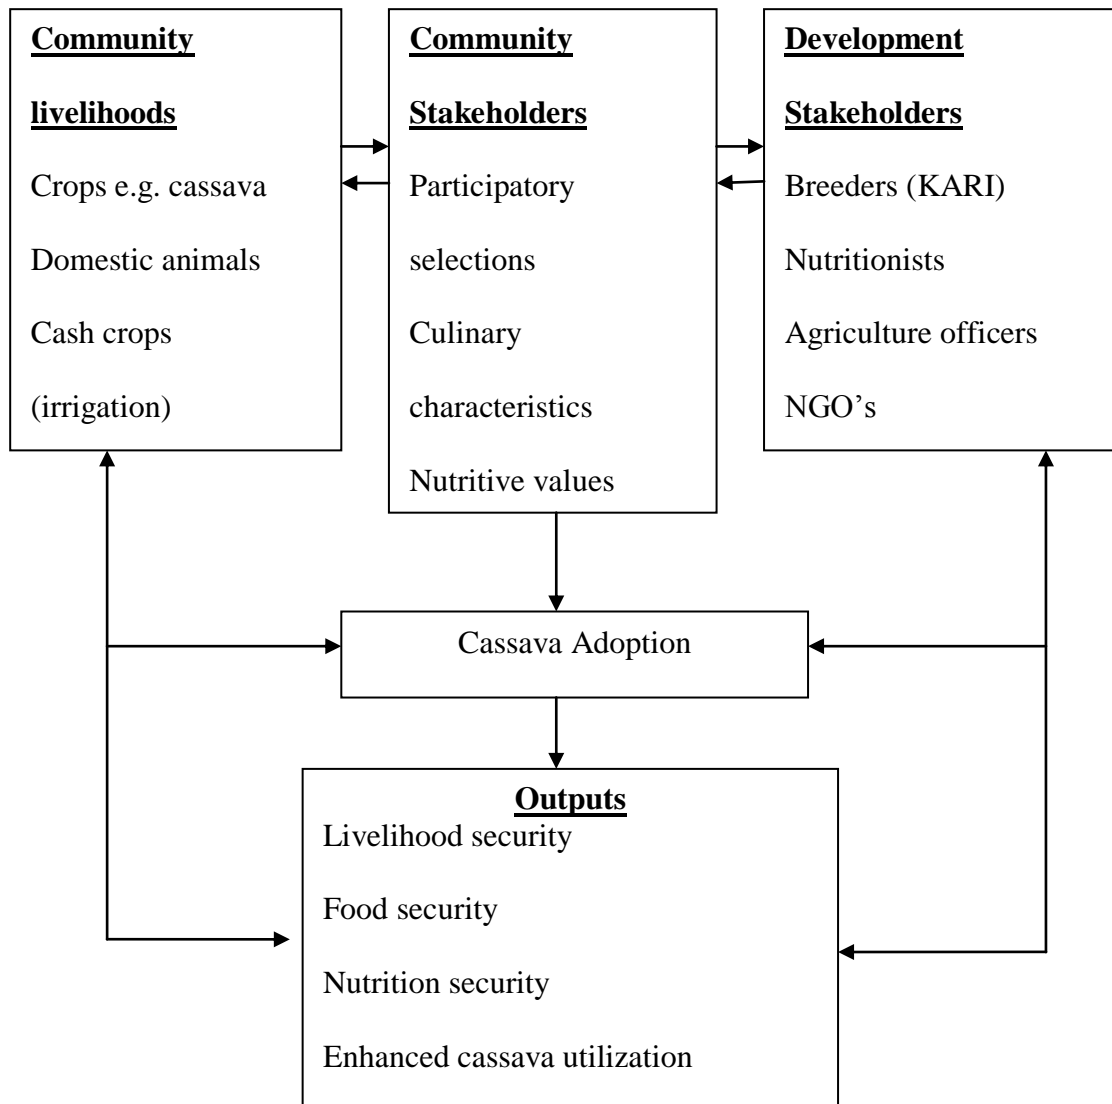 Community
livelihoods
Crops e.g. cassava
Domestic animals
Cash crops
(irrigation)
Community
Stakeholders
Participatory
selections
Culinary
characteristics
Nutritive values
Development
Stakeholders
Breeders (KARI)
Nutritionists
Agriculture officers
NGO’s
Cassava Adoption
Outputs
Livelihood security
Food security
Nutrition security
Enhanced cassava utilization